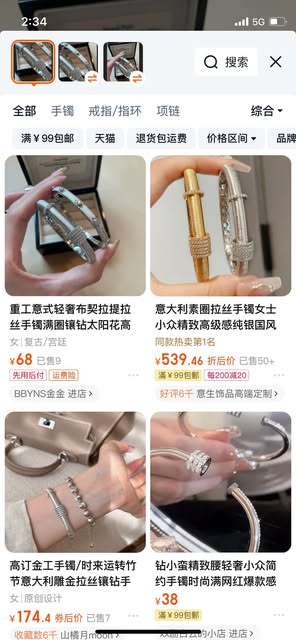 2:34
5G
搜索
全部 手镯 戒指/指环 项链 综合
满¥99包邮 天猫 退货包运费 价格区间 品牌
重工意式轻奢布契拉提拉
丝手镯满圈镶钻太阳花高
女|复古/宫廷
¥68 已售9
先用后付 运费险
BBYNS金金 进店
意大利素圈拉丝手镯女士
小众精致高级感纯银国风
同款热卖第1名
¥539.46 折后价 已售50+
满¥99包邮 每200减20
好评6千 意生饰品高端定制
高订金工手镯/时来运转竹
节意大利雕金拉丝镶钻手
女|原创设计
¥174.4 券后价 已售7
收藏数6千 山橘月moon
钻小蛮精致腰轻奢小众简
约手镯时尚满网红爆款感
¥38
满¥99包邮
的小店 进店